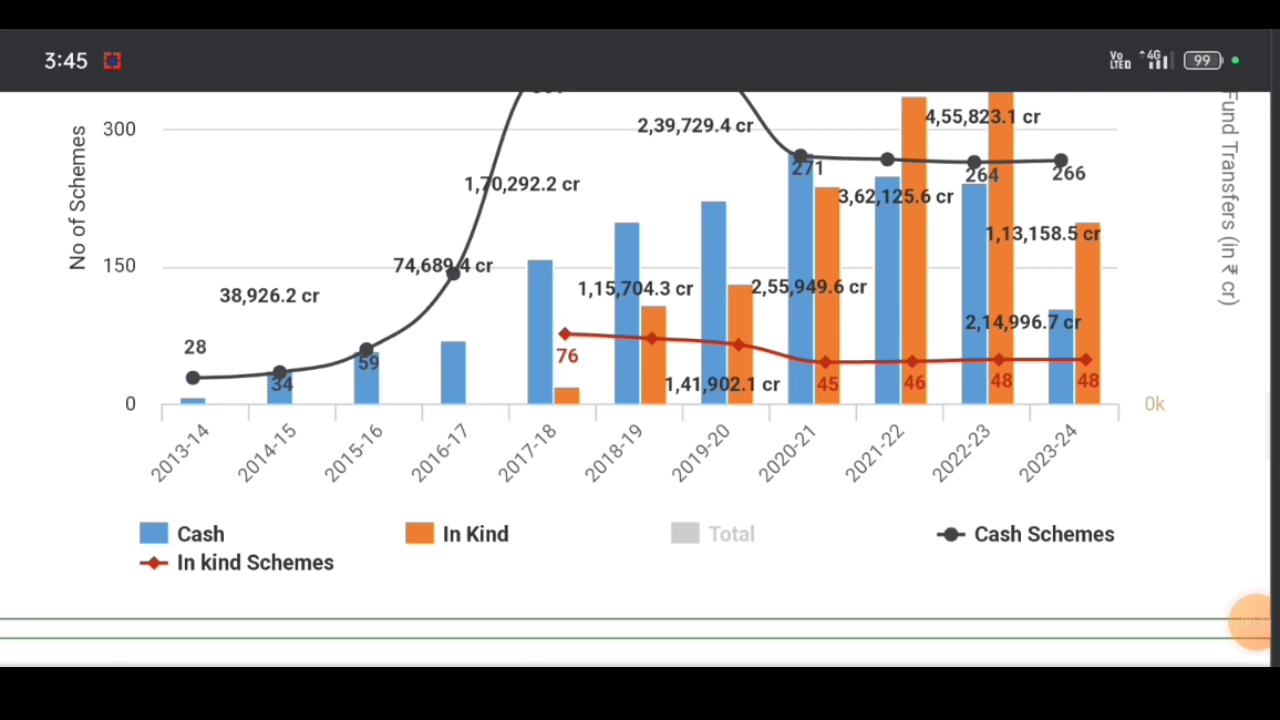 3:45
Vo
LTED
4G
99
No of Schemes
300
150
0
0k
Fund Transfers (in ₹ cr)
2,39,729.4 cr
4,55,823.1 cr
271
264
266
1,70,292.2 cr
3,62,125.6 cr
1,13,158.5 cr
74,689.4 cr
38,926.2 cr
1,15,704.3 cr
2,55,949.6 cr
2,14,996.7 cr
28
34
59
76
1,41,902.1 cr
45
46
48
48
2013-14
2014-15
2015-16
2016-17
2017-18
2018-19
2019-20
2020-21
2021-22
2022-23
2023-24
Cash
In Kind
Total
Cash Schemes
In kind Schemes